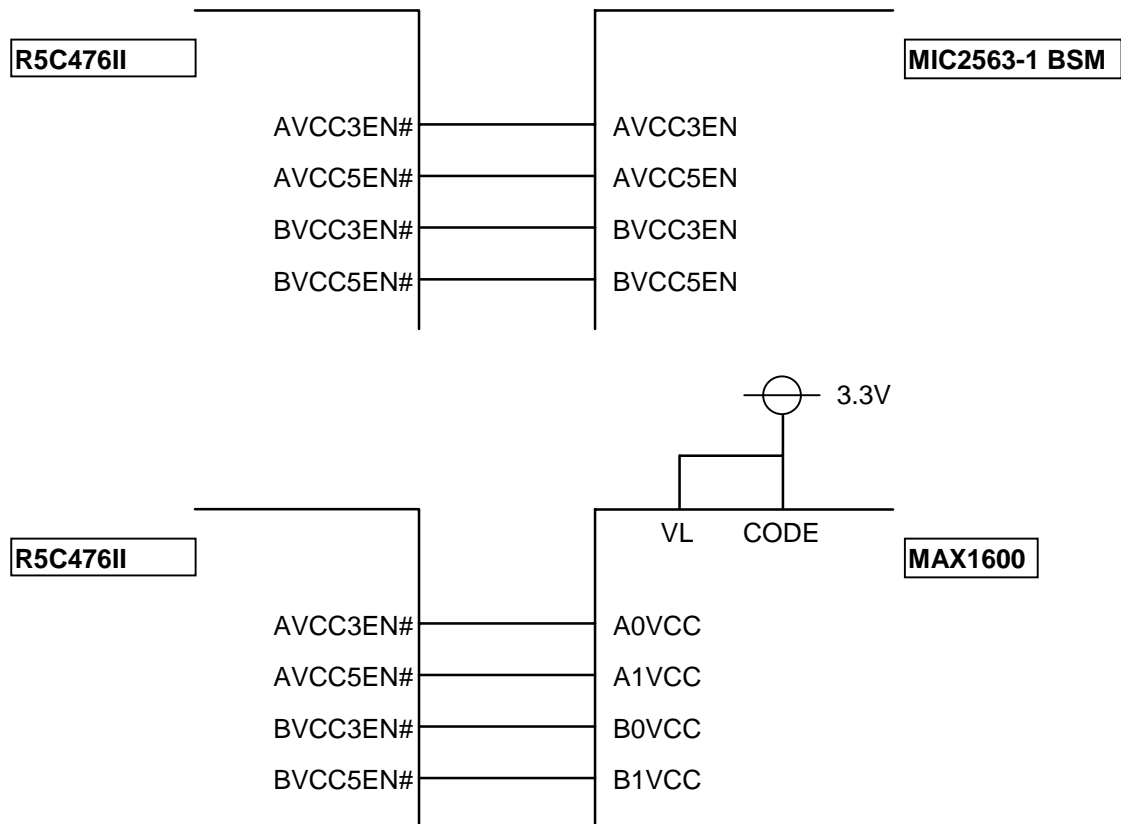 R5C476II
MIC2563-1 BSM
AVCC3EN# AVCC3EN
AVCC5EN# AVCC5EN
BVCC3EN# BVCC3EN
BVCC5EN# BVCC5EN
3.3V
VL CODE
R5C476II
MAX1600
AVCC3EN# A0VCC
AVCC5EN# A1VCC
BVCC3EN# B0VCC
BVCC5EN# B1VCC